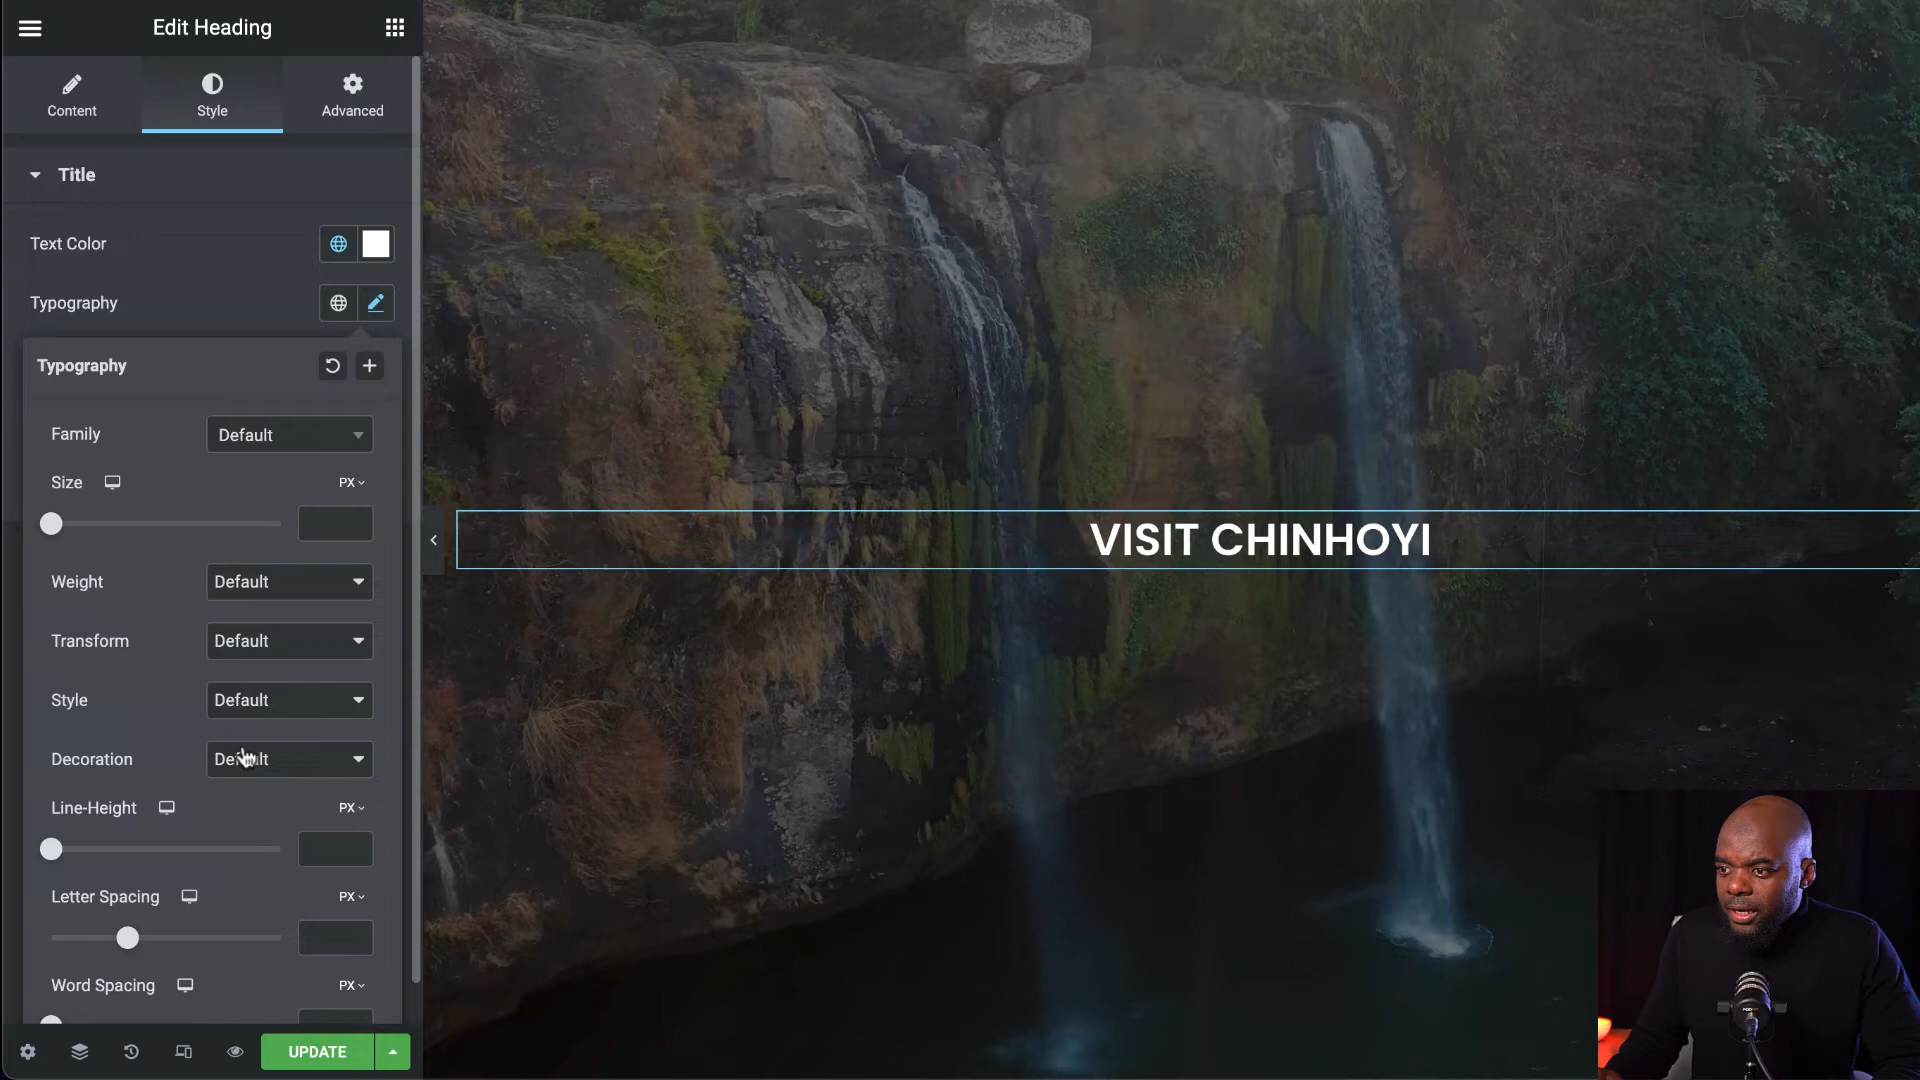 Edit Heading
Content
Style
Advanced
Title
Text Color
Typography
Typography
Family
Default
Size
PX
Weight
Default
Transform
Default
Style
Default
Decoration
Default
Line-Height
PX
Letter Spacing
PX
Word Spacing
PX
UPDATE
VISIT CHINHOYI